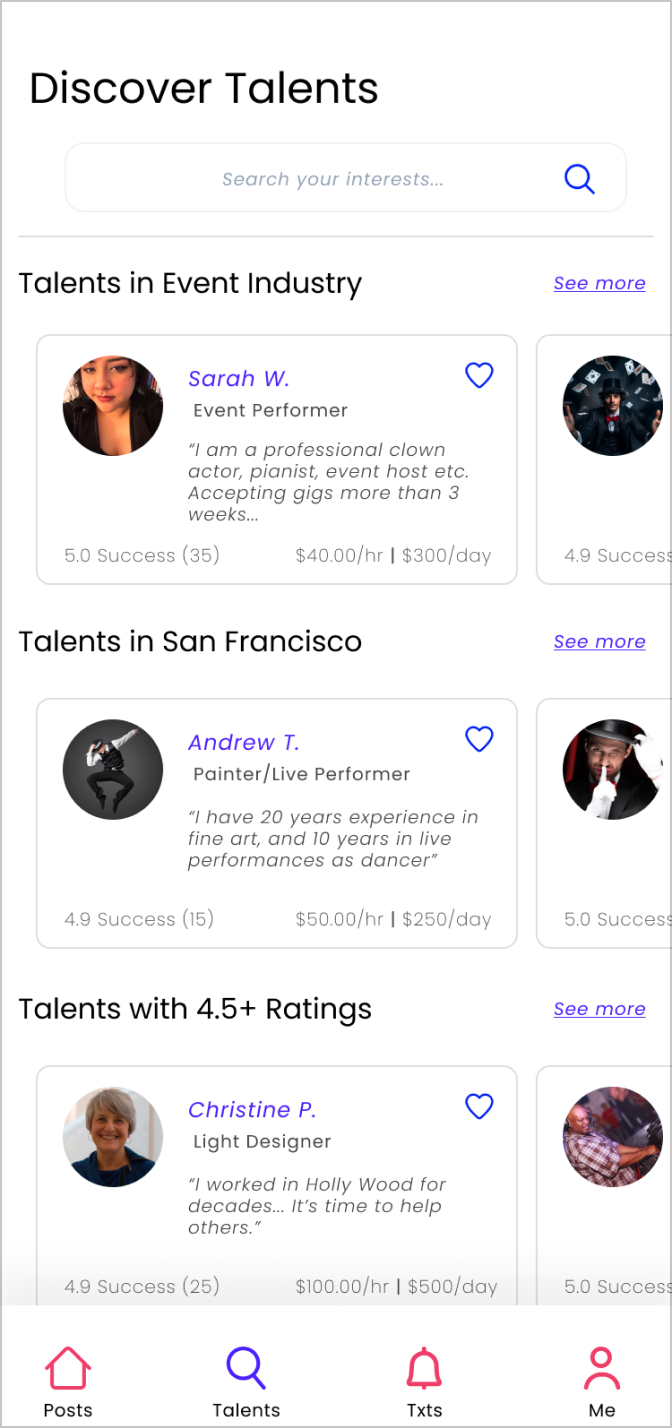 Discover Talents
Search your interests...
Talents in Event Industry
See more
Sarah W.
Event Performer
“I am a professional clown
actor, pianist, event host etc.
Accepting gigs more than 3
weeks...
5.0 Success (35)
$40.00/hr | $300/day
4.9 Success
Talents in San Francisco
See more
Andrew T.
Painter/Live Performer
“I have 20 years experience in
fine art, and 10 years in live
performances as dancer”
4.9 Success (15)
$50.00/hr | $250/day
5.0 Success
Talents with 4.5+ Ratings
See more
Christine P.
Light Designer
“I worked in Holly Wood for
decades... It’s time to help
others.”
4.9 Success (25)
$100.00/hr | $500/day
5.0 Success
Posts
Talents
Txts
Me